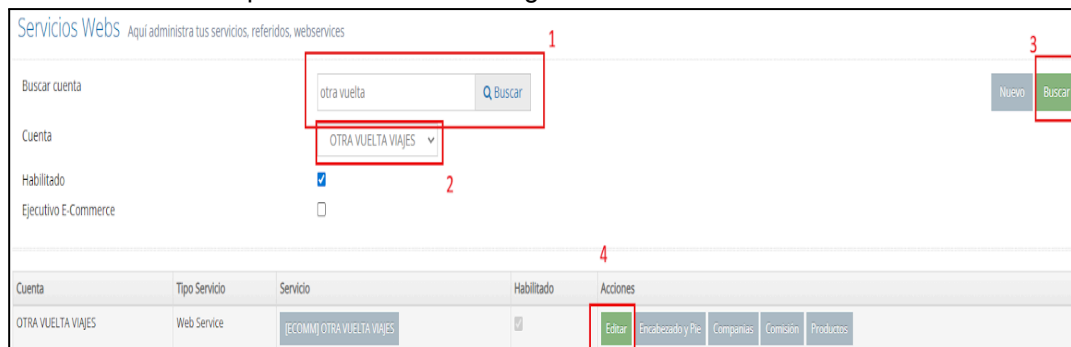 Servicios Webs Aquí administra tus servicios, referidos, webservices
1
3
Buscar cuenta
otra vuelta
Buscar
Nuevo
Buscar
Cuenta
OTRA VUELTA VIAJES
2
Habilitado
Ejecutivo E-Commerce
4
Cuenta Tipo Servicio Servicio Habilitado Acciones
OTRA VUELTA VIAJES Web Service [ECOMM] OTRA VUELTA VIAJES Editar Encabezado y Pie Companías Comisión Productos